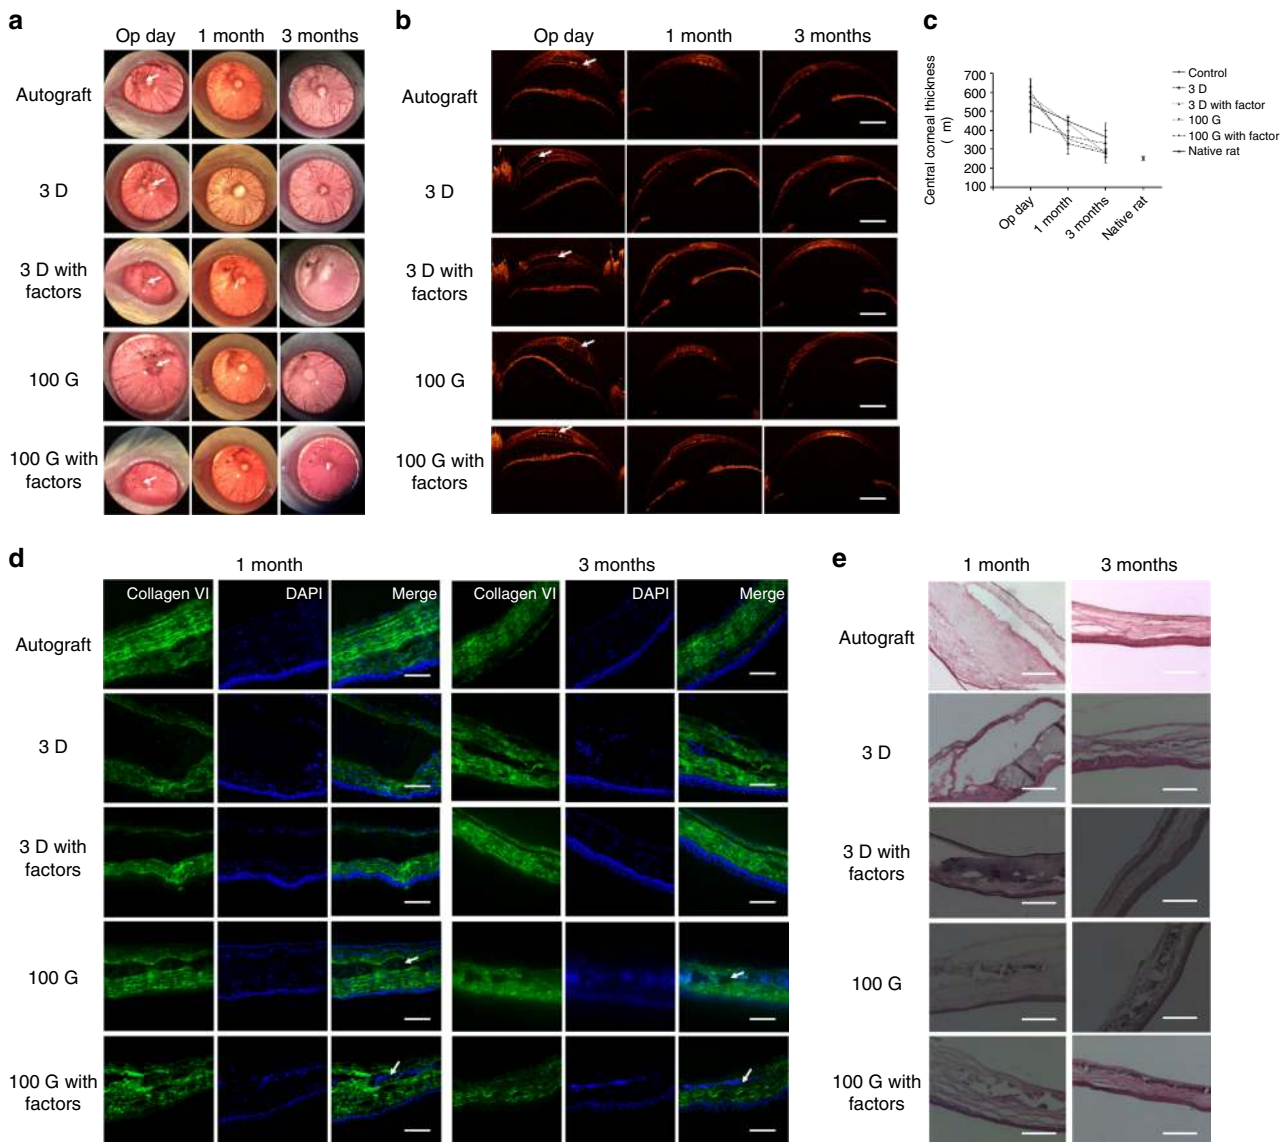 a
Op day 1 month 3 months
Autograft
3 D
3 D with
factors
100 G
100 G with
factors
b
Op day 1 month 3 months
Autograft
3 D
3 D with
factors
100 G
100 G with
factors
c
Central corneal thickness
( m)
700
600
500
400
300
200
100
Op day
1 month
3 months
Native rat
Control
3 D
3 D with factor
100 G
100 G with factor
Native rat
d
1 month 3 months
Collagen VI DAPI Merge Collagen VI DAPI Merge
Autograft
3 D
3 D with
factors
100 G
100 G with
factors
e
1 month 3 months
Autograft
3 D
3 D with
factors
100 G
100 G with
factors